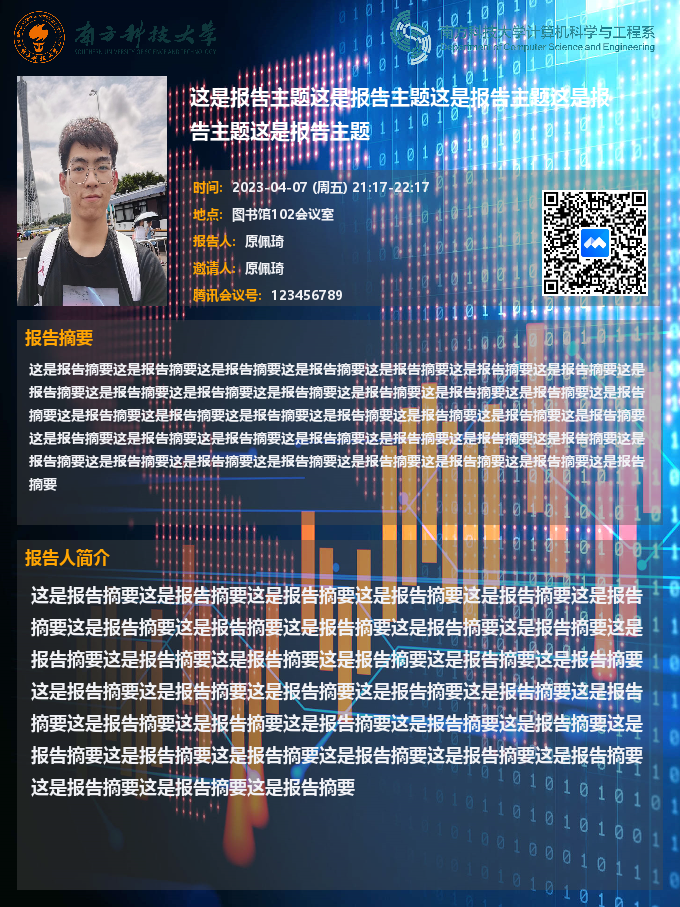 南方科技大学
SOUTHERN UNIVERSITY OF SCIENCE AND TECHNOLOGY
南方科技大学计算机科学与工程系
Department of Computer Science and Engineering
这是报告主题这是报告主题这是报告主题这是报
告主题这是报告主题
时间: 2023-04-07 (周五) 21:17-22:17
地点: 图书馆102会议室
报告人: 原佩琦
邀请人: 原佩琦
腾讯会议号: 123456789
报告摘要
这是报告摘要这是报告摘要这是报告摘要这是报告摘要这是报告摘要这是报告摘要这是报告摘要这是
报告摘要这是报告摘要这是报告摘要这是报告摘要这是报告摘要这是报告摘要这是报告摘要这是报告
摘要这是报告摘要这是报告摘要这是报告摘要这是报告摘要这是报告摘要这是报告摘要这是报告摘要
这是报告摘要这是报告摘要这是报告摘要这是报告摘要这是报告摘要这是报告摘要这是报告摘要这是
报告摘要这是报告摘要这是报告摘要这是报告摘要这是报告摘要这是报告摘要这是报告摘要这是报告
摘要
报告人简介
这是报告摘要这是报告摘要这是报告摘要这是报告摘要这是报告摘要这是报告
摘要这是报告摘要这是报告摘要这是报告摘要这是报告摘要这是报告摘要这是
报告摘要这是报告摘要这是报告摘要这是报告摘要这是报告摘要这是报告摘要
这是报告摘要这是报告摘要这是报告摘要这是报告摘要这是报告摘要这是报告
摘要这是报告摘要这是报告摘要这是报告摘要这是报告摘要这是报告摘要这是
报告摘要这是报告摘要这是报告摘要这是报告摘要这是报告摘要这是报告摘要
这是报告摘要这是报告摘要这是报告摘要